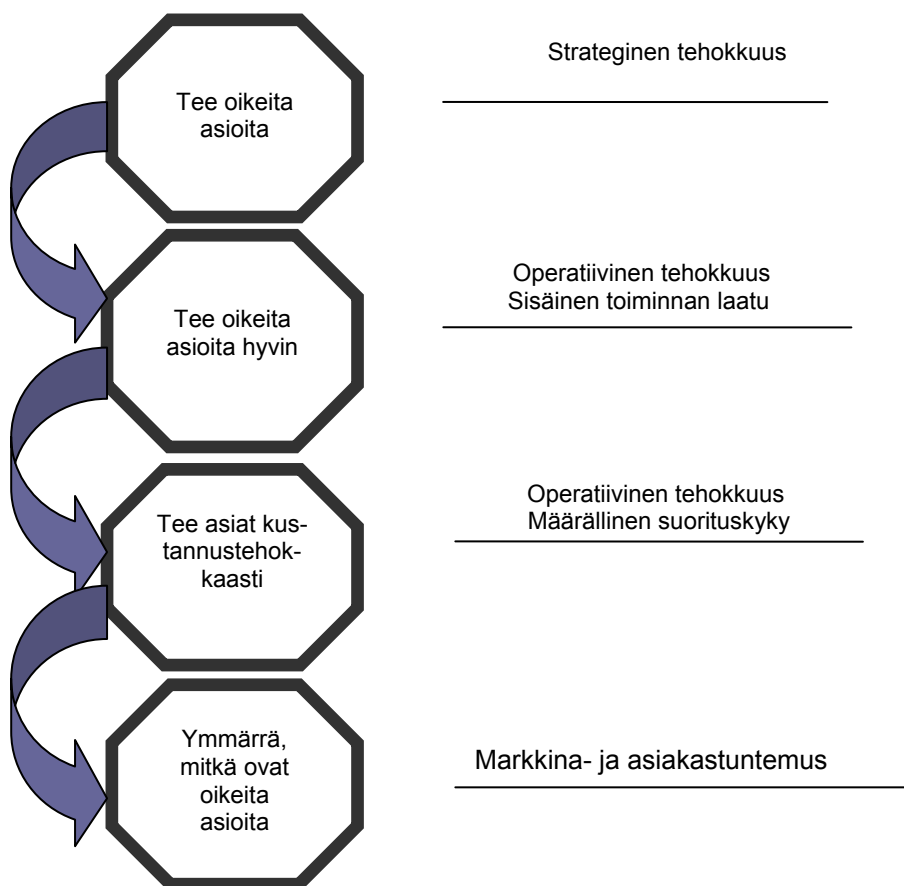 Strateginen tehokkuus
Tee oikeita
asioita
Operatiivinen tehokkuus
Sisäinen toiminnan laatu
Tee oikeita
asioita hyvin
Operatiivinen tehokkuus
Määrällinen suorituskyky
Tee asiat kus-
tannustehok-
kaasti
Ymmärrä,
mitkä ovat
oikeita
asioita
Markkina- ja asiakastuntemus